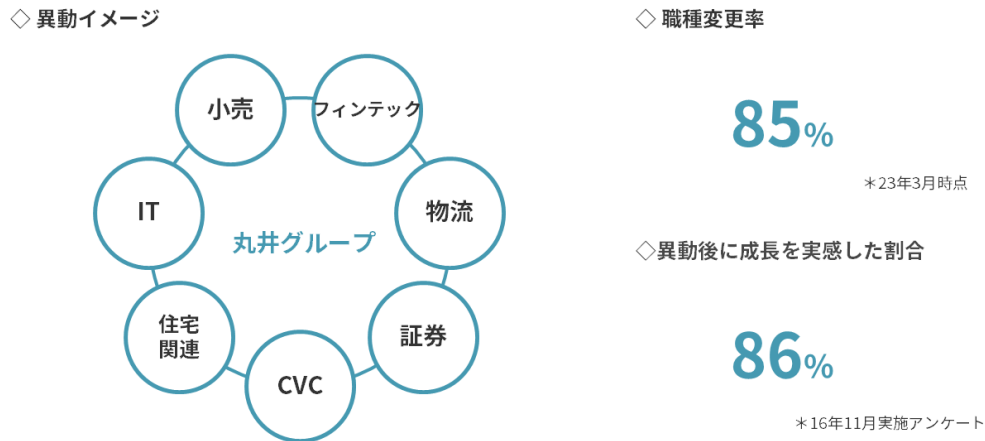 ◇ 異動イメージ
小売
フィンテック
IT
物流
丸井グループ
住宅
関連
証券
CVC
◇ 職種変更率
85%
＊23年3月時点
◇異動後に成長を実感した割合
86%
＊16年11月実施アンケート